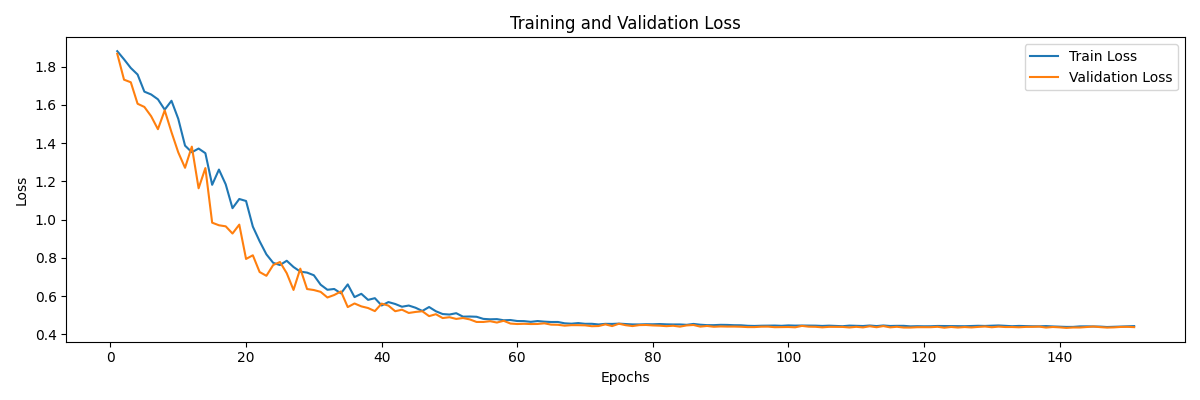 Training and Validation Loss
Train Loss
Validation Loss
1.8
1.6
1.4
1.2
1.0
0.8
0.6
0.4
Loss
0 20 40 60 80 100 120 140
Epochs